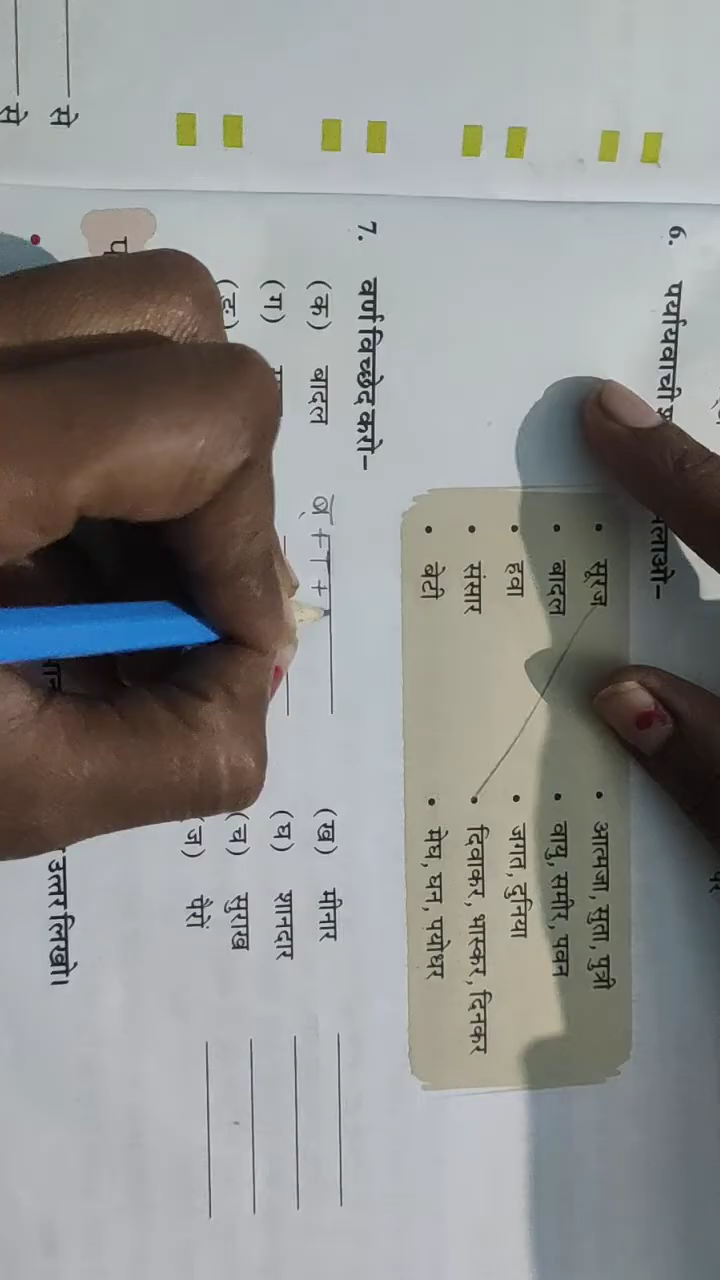 से
से
6. पर्यायवाची
लाओ–
• सूरज • आत्मजा, सुता, पुत्री
• बादल • वायु, समीर, पवन
• हवा • जगत, दुनिया
• संसार • दिवाकर, भास्कर, दिनकर
• बेटी • मेघ, घन, पयोधर
7. वर्ण विच्छेद करो–
(क) बादल ब् + ा + (ख) मीनार
(ग) (घ) शानदार
(ङ) (च) सुराख
(ज) पैरों
उत्तर लिखो।